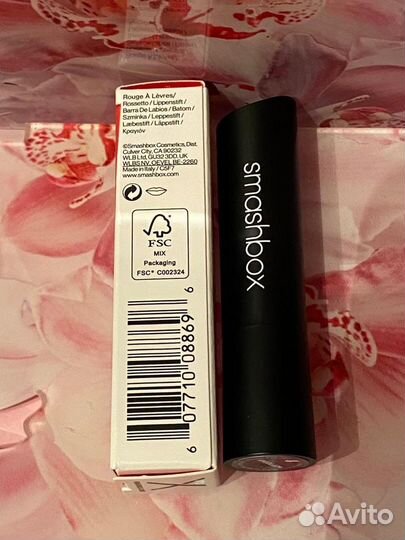 Rouge À Lèvres/
Rossetto / Lippenstift /
Barra De Labios / Batom /
Szminka / Leppestift /
Læbestift / Läppstift /
Κραγιόν
©Smashbox Cosmetics, Dist.
Culver City, CA 90232
WLB Ltd, GU32 3DD, UK
WLBS NV, OEVEL BE-2260
Made in Italy / C5F7
www.smashbox.com
FSC
MIX
Packaging
FSC® C002324
6 07710 08869 6
smashbox
Avito